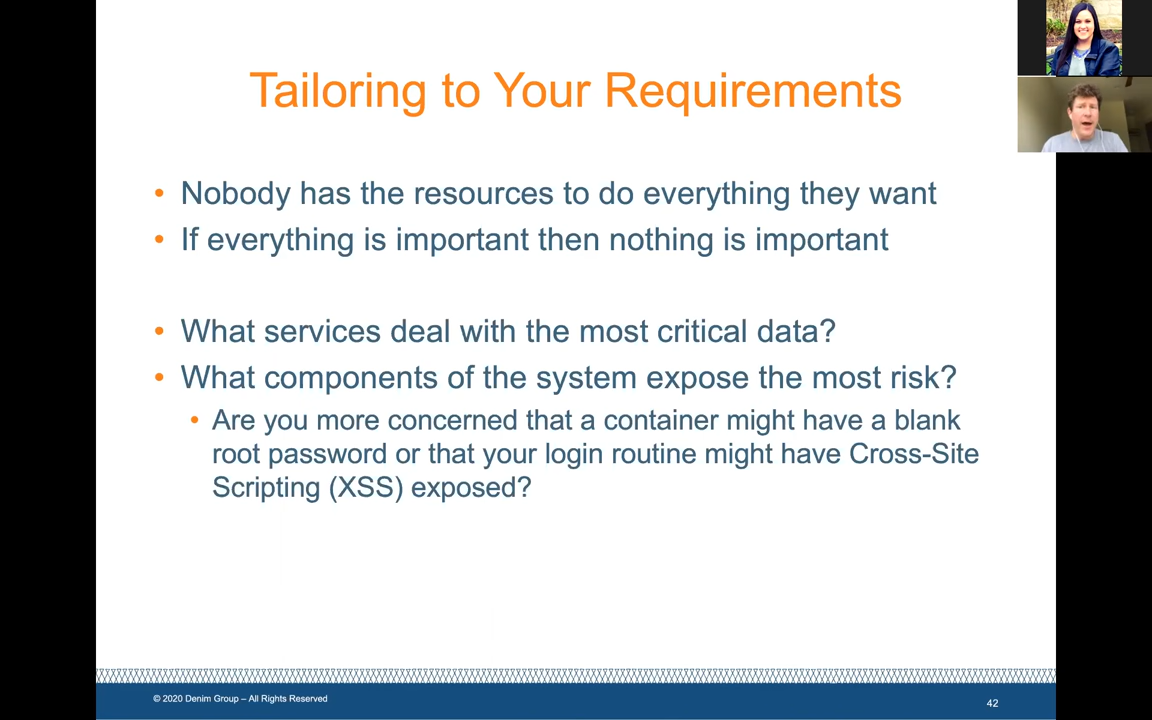 Tailoring to Your Requirements
• Nobody has the resources to do everything they want
• If everything is important then nothing is important
• What services deal with the most critical data?
• What components of the system expose the most risk?
• Are you more concerned that a container might have a blank
root password or that your login routine might have Cross-Site
Scripting (XSS) exposed?
© 2020 Denim Group – All Rights Reserved
42